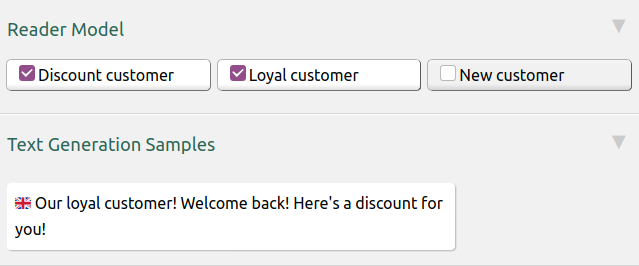 Reader Model
Discount customer
Loyal customer
New customer
Text Generation Samples
Our loyal customer! Welcome back! Here's a discount for
you!